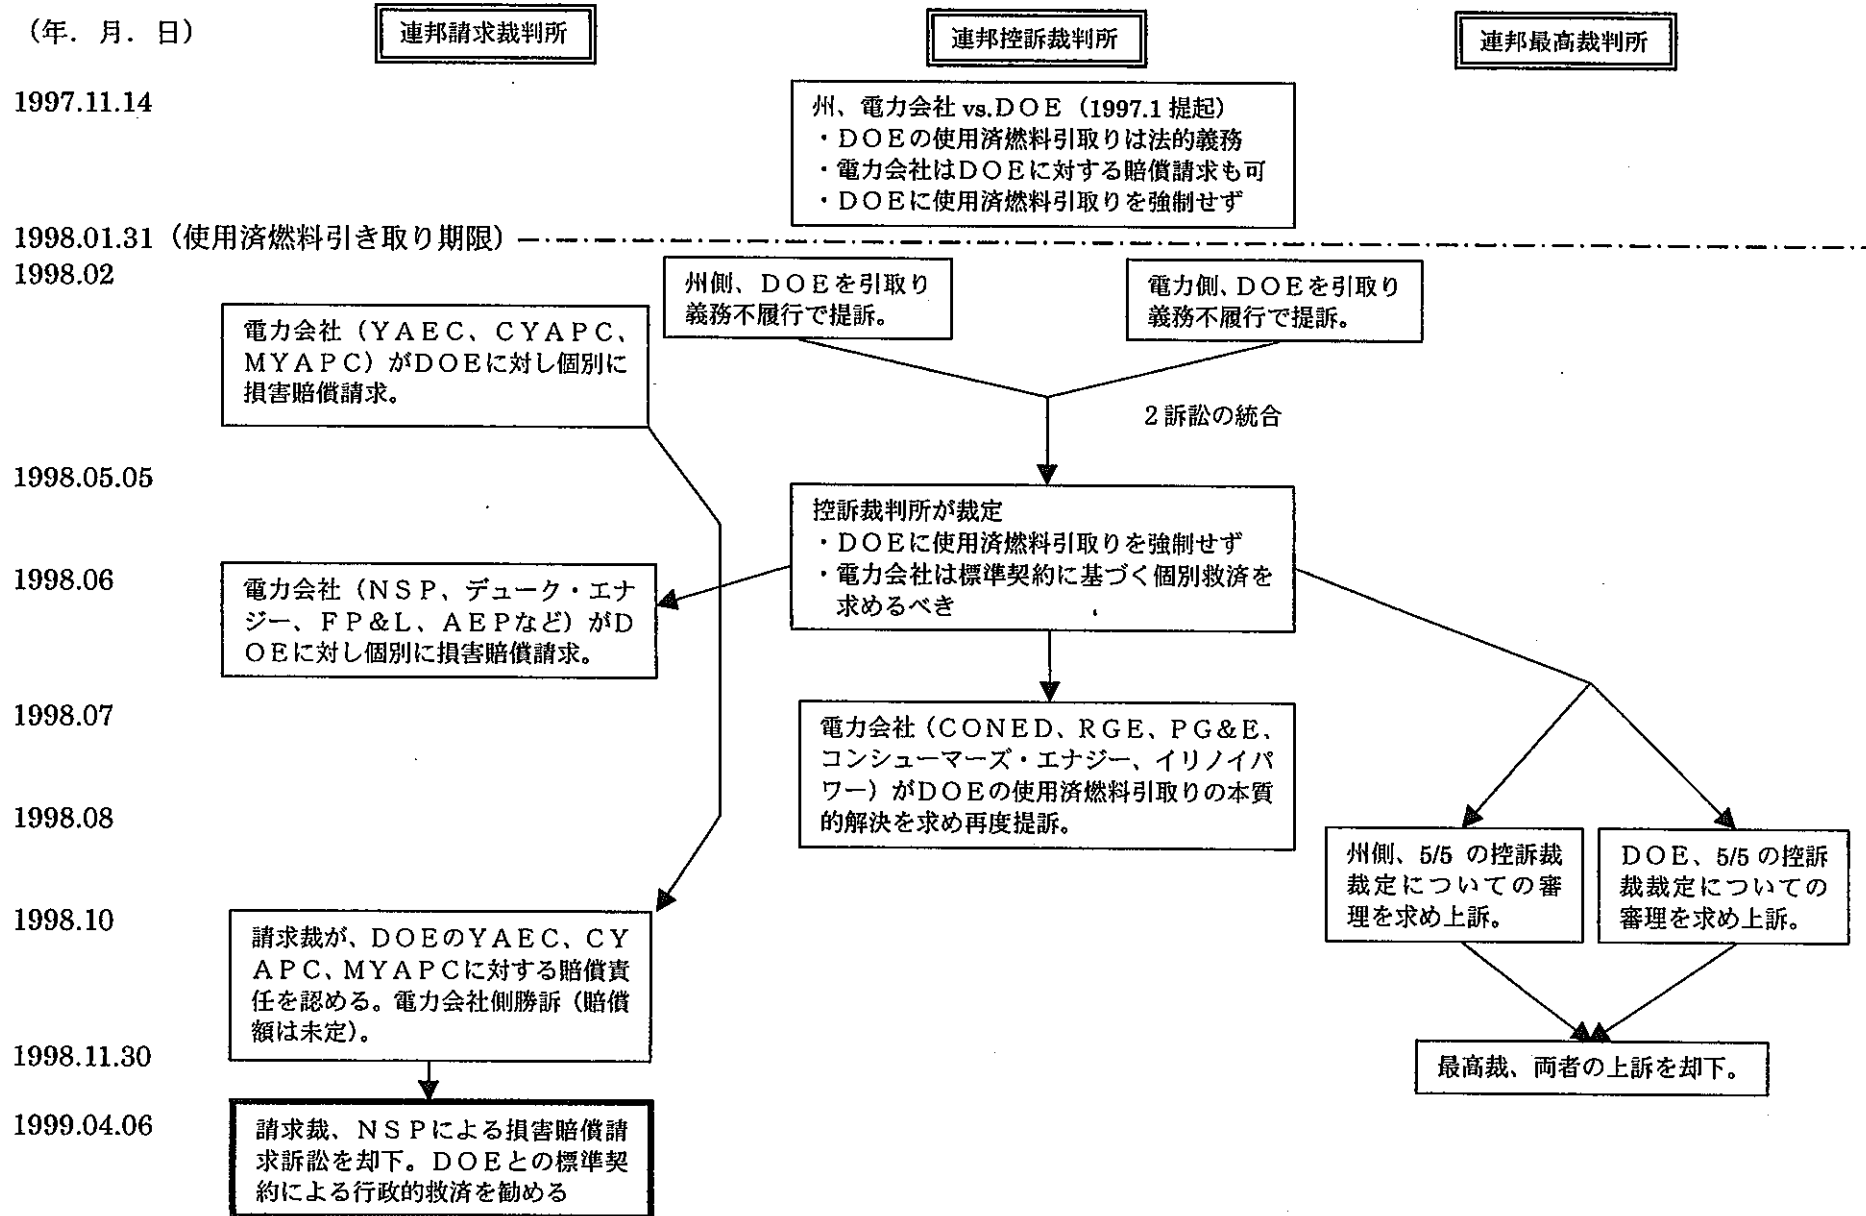 (年．月．日)
連邦請求裁判所
連邦控訴裁判所
連邦最高裁判所
1997.11.14
州、電力会社 vs.ＤＯＥ（1997.1 提起）
・ＤＯＥの使用済燃料引取りは法的義務
・電力会社はＤＯＥに対する賠償請求も可
・ＤＯＥに使用済燃料引取りを強制せず
1998.01.31（使用済燃料引き取り期限）
1998.02
州側、ＤＯＥを引取り
義務不履行で提訴。
電力側、ＤＯＥを引取り
義務不履行で提訴。
電力会社（ＹＡＥＣ、ＣＹＡＰＣ、
ＭＹＡＰＣ）がＤＯＥに対し個別に
損害賠償請求。
２訴訟の統合
1998.05.05
控訴裁判所が裁定
・ＤＯＥに使用済燃料引取りを強制せず
・電力会社は標準契約に基づく個別救済を
求めるべき
1998.06
電力会社（ＮＳＰ、デューク・エナ
ジー、ＦＰ＆Ｌ、ＡＥＰなど）がＤ
ＯＥに対し個別に損害賠償請求。
1998.07
電力会社（ＣＯＮＥＤ、ＲＧＥ、ＰＧ＆Ｅ、
コンシューマーズ・エナジー、イリノイパ
ワー）がＤＯＥの使用済燃料引取りの本質
的解決を求め再度提訴。
1998.08
州側、5/5 の控訴裁
裁定についての審
理を求め上訴。
ＤＯＥ、5/5 の控訴
裁裁定についての
審理を求め上訴。
1998.10
請求裁が、ＤＯＥのＹＡＥＣ、ＣＹ
ＡＰＣ、ＭＹＡＰＣに対する賠償責
任を認める。電力会社側勝訴（賠償
額は未定）。
1998.11.30
最高裁、両者の上訴を却下。
1999.04.06
請求裁、ＮＳＰによる損害賠償請
求訴訟を却下。ＤＯＥとの標準契
約による行政的救済を勧める